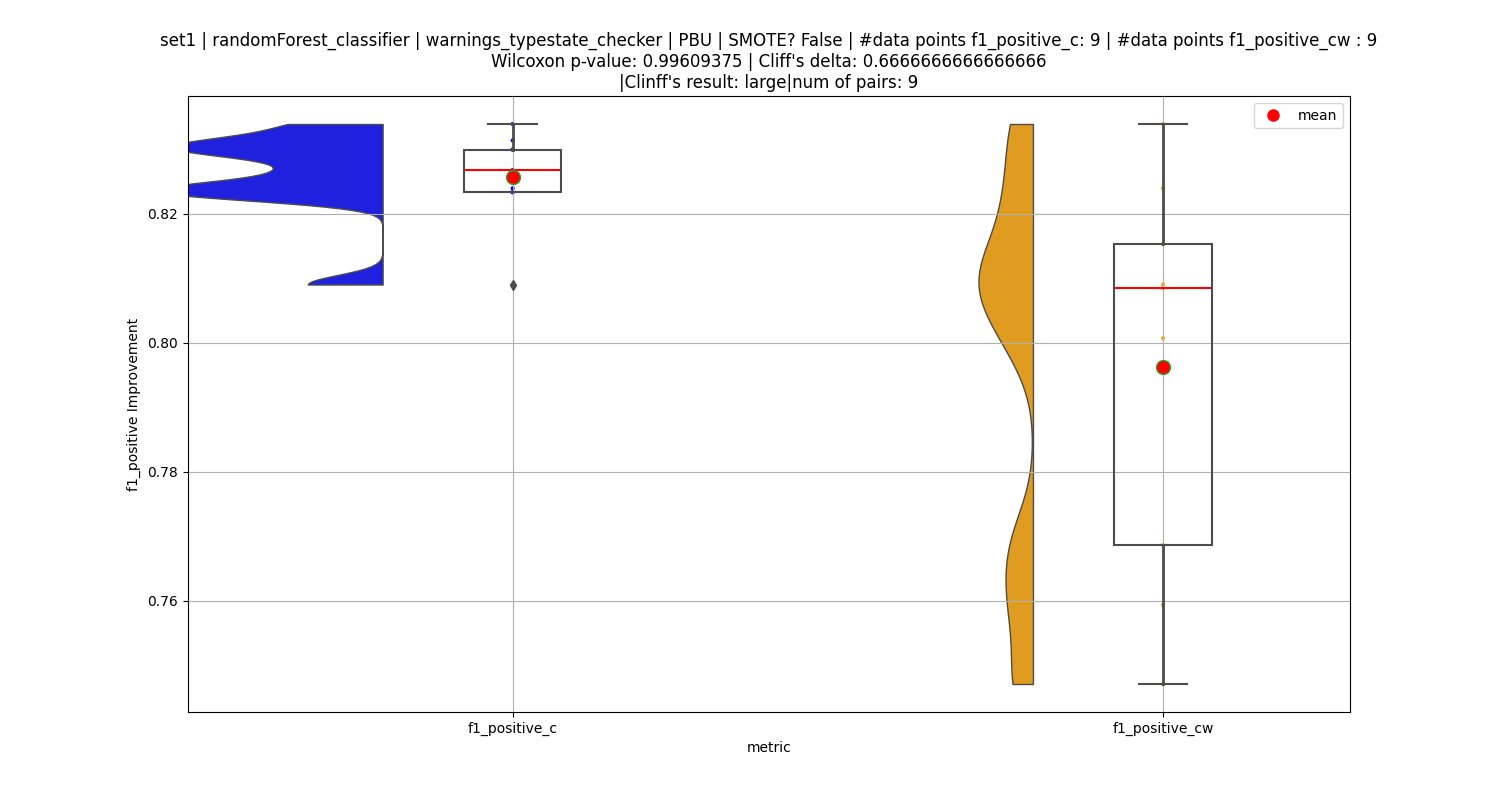 set1 | randomForest_classifier | warnings_typestate_checker | PBU | SMOTE? False | #data points f1_positive_c: 9 | #data points f1_positive_cw : 9
Wilcoxon p-value: 0.99609375 | Cliff's delta: 0.6666666666666666
|Clinff's result: large|num of pairs: 9
mean
0.82
0.80
0.78
0.76
f1_positive Improvement
f1_positive_c
f1_positive_cw
metric